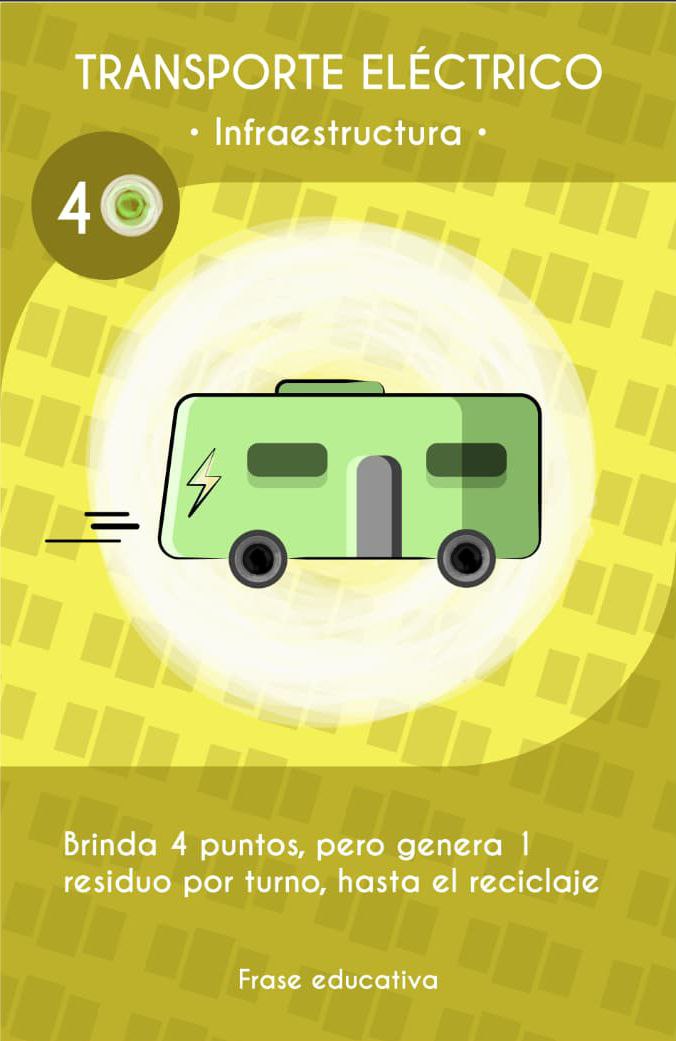 TRANSPORTE ELÉCTRICO
• Infraestructura •
4
Brinda 4 puntos, pero genera 1
residuo por turno, hasta el reciclaje
Frase educativa